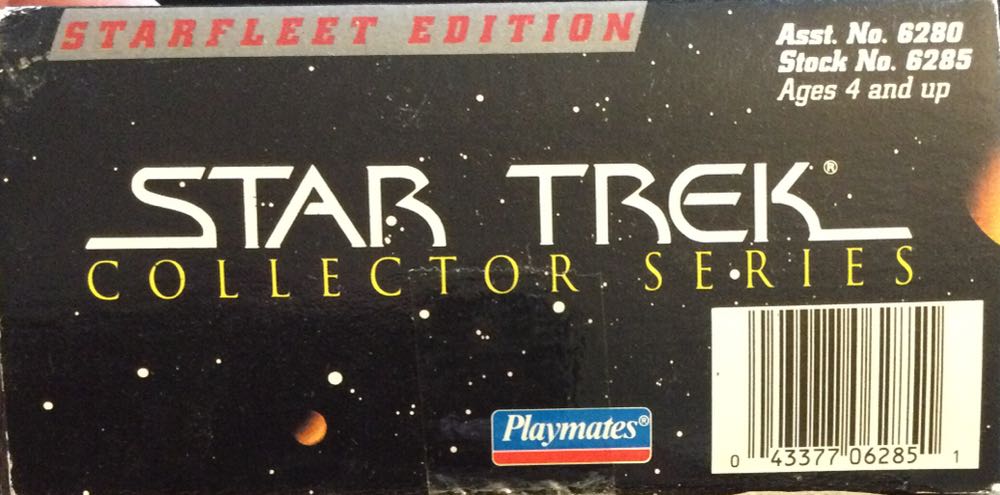 STARFLEET EDITION
Asst. No. 6280
Stock No. 6285
Ages 4 and up
STAR TREK®
COLLECTOR SERIES
Playmates®
0 43377 06285 1